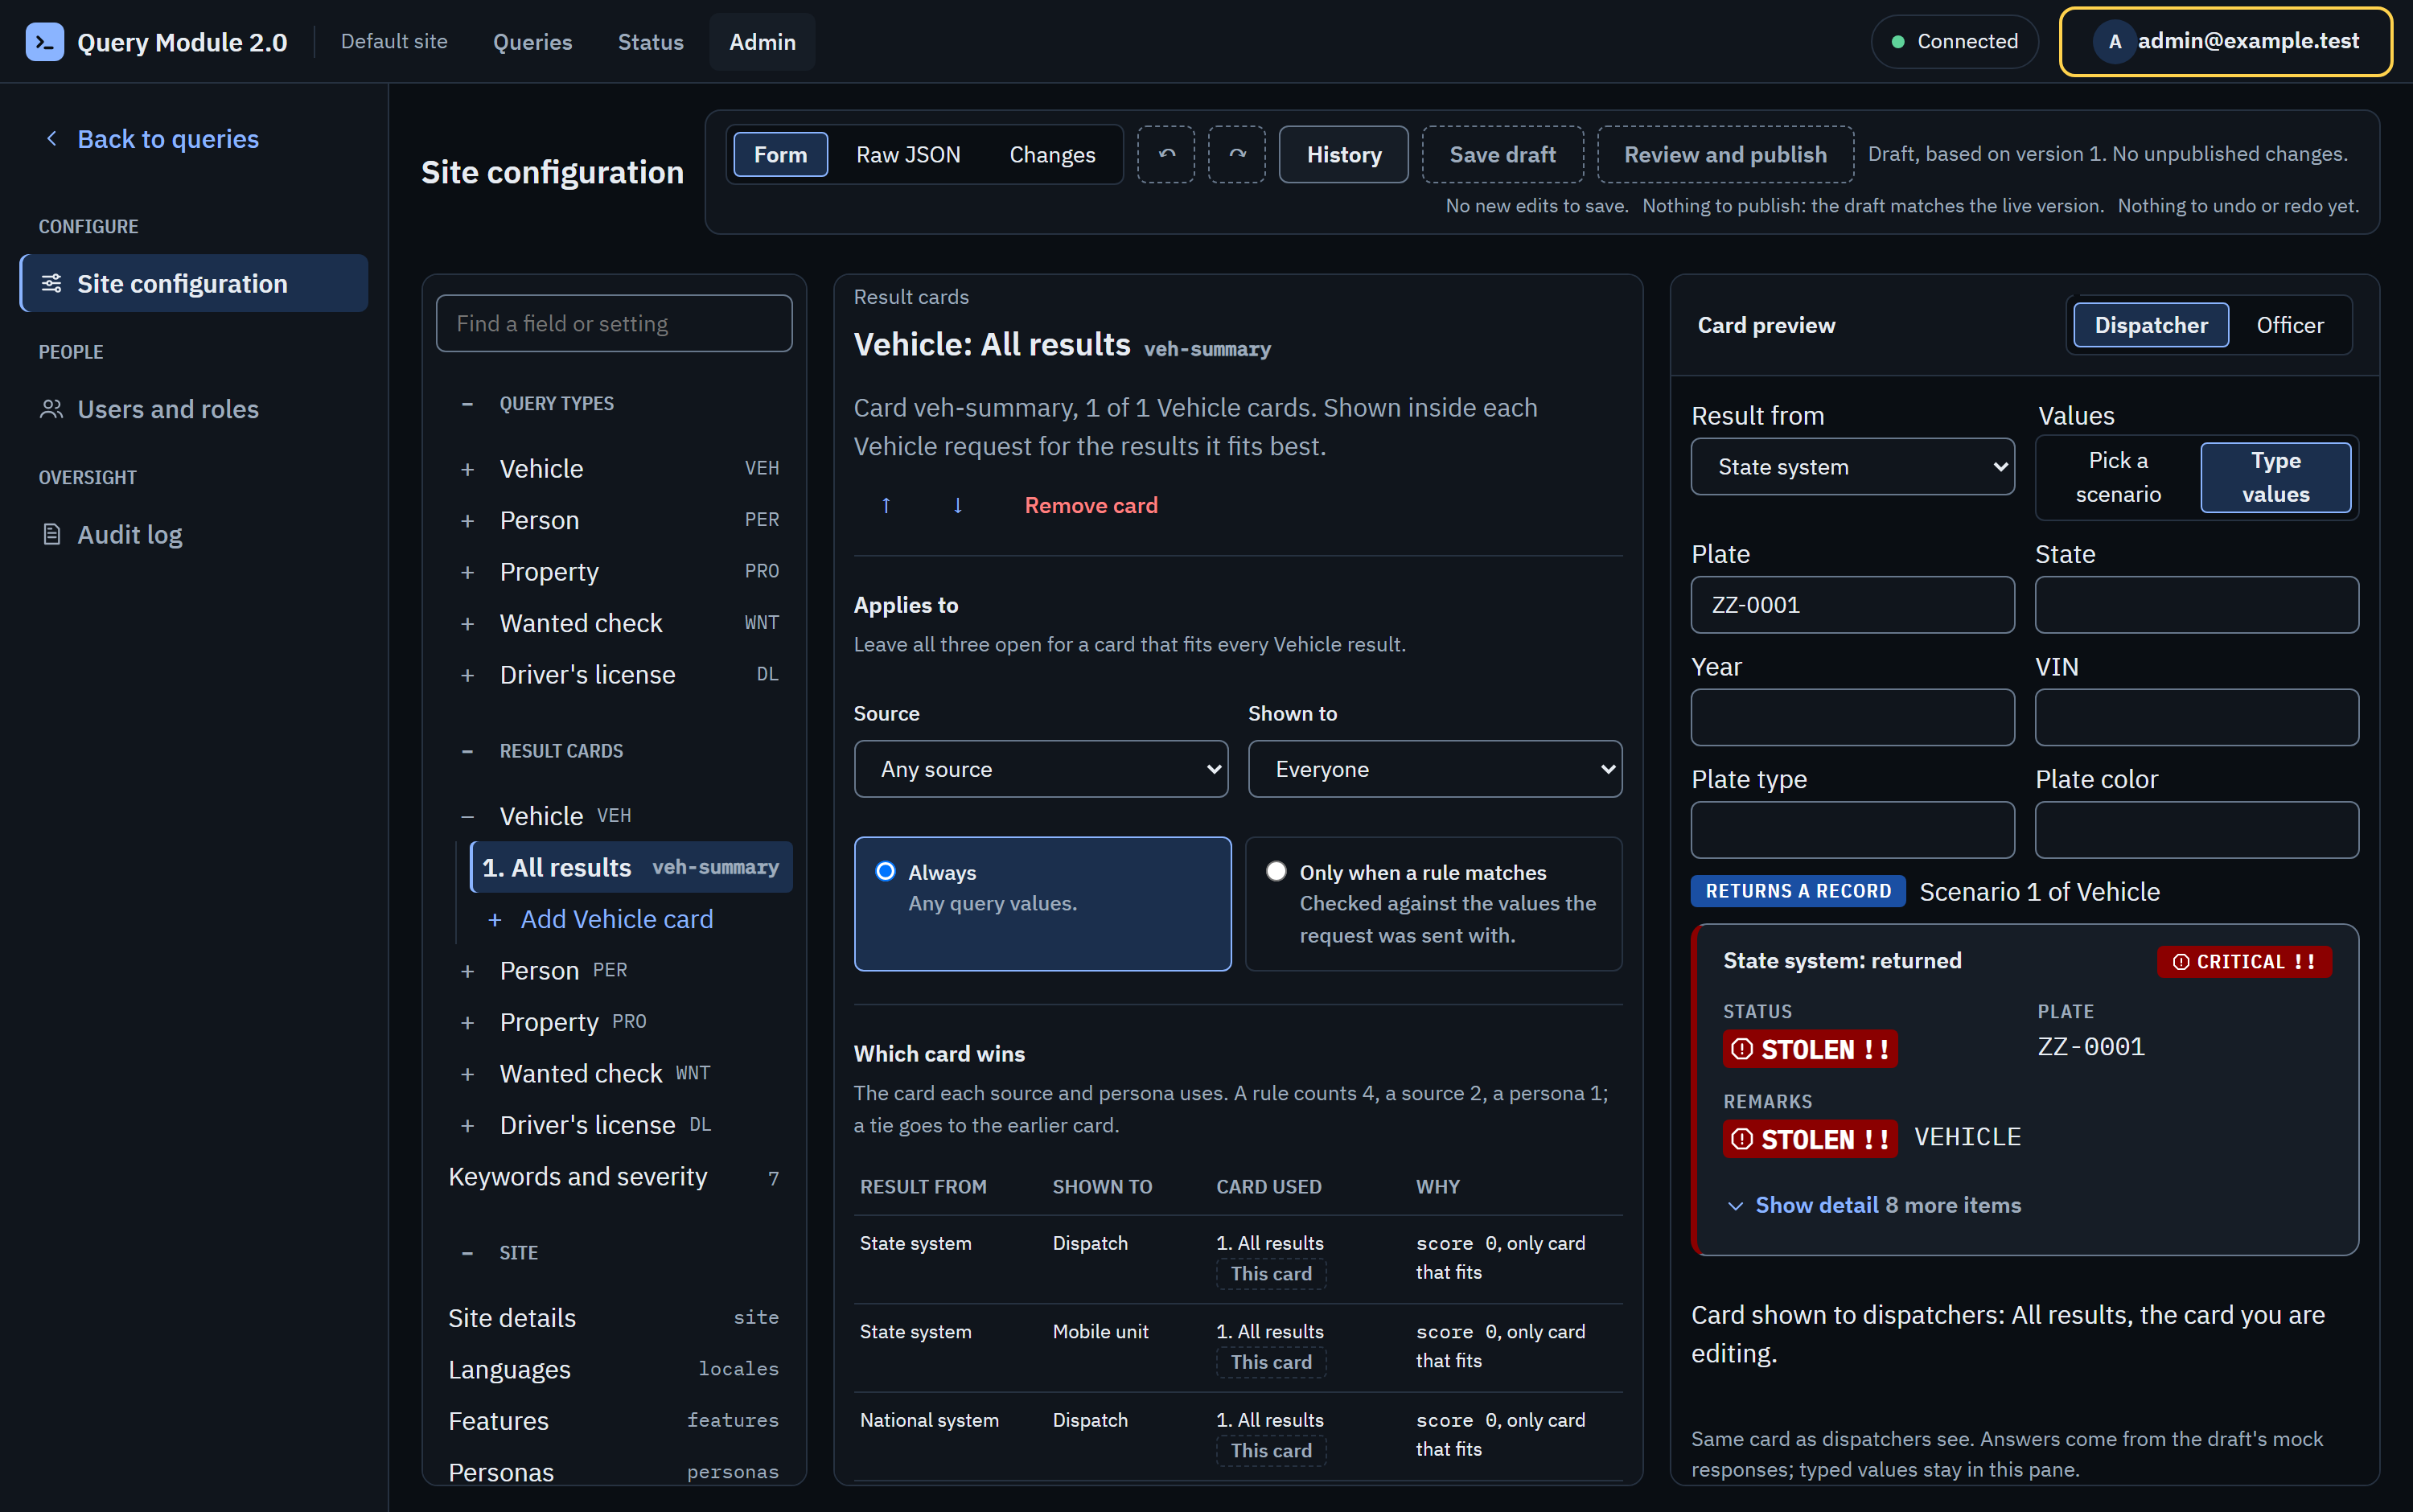 Query Module 2.0
Default site
Queries
Status
Admin
Connected
A admin@example.test
Back to queries
CONFIGURE
Site configuration
PEOPLE
Users and roles
OVERSIGHT
Audit log
Site configuration
Form
Raw JSON
Changes
History
Save draft
Review and publish
Draft, based on version 1. No unpublished changes.
No new edits to save. Nothing to publish: the draft matches the live version. Nothing to undo or redo yet.
Find a field or setting
− QUERY TYPES
+ Vehicle VEH
+ Person PER
+ Property PRO
+ Wanted check WNT
+ Driver's license DL
− RESULT CARDS
− Vehicle VEH
1. All results veh-summary
+ Add Vehicle card
+ Person PER
+ Property PRO
+ Wanted check WNT
+ Driver's license DL
Keywords and severity 7
− SITE
Site details site
Languages locales
Features features
Personas personas
Result cards
Vehicle: All results veh-summary
Card veh-summary, 1 of 1 Vehicle cards. Shown inside each
Vehicle request for the results it fits best.
↑ ↓ Remove card
Applies to
Leave all three open for a card that fits every Vehicle result.
Source Shown to
Any source Everyone
Always
Any query values.
Only when a rule matches
Checked against the values the
request was sent with.
Which card wins
The card each source and persona uses. A rule counts 4, a source 2, a persona 1;
a tie goes to the earlier card.
RESULT FROM SHOWN TO CARD USED WHY
State system Dispatch 1. All results score 0, only card
This card that fits
State system Mobile unit 1. All results score 0, only card
This card that fits
National system Dispatch 1. All results score 0, only card
This card that fits
Card preview
Dispatcher
Officer
Result from Values
State system
Pick a
scenario
Type
values
Plate State
ZZ-0001
Year VIN
Plate type Plate color
RETURNS A RECORD Scenario 1 of Vehicle
State system: returned CRITICAL !!
STATUS PLATE
STOLEN !! ZZ-0001
REMARKS
STOLEN !! VEHICLE
Show detail 8 more items
Card shown to dispatchers: All results, the card you are
editing.
Same card as dispatchers see. Answers come from the draft's mock
responses; typed values stay in this pane.